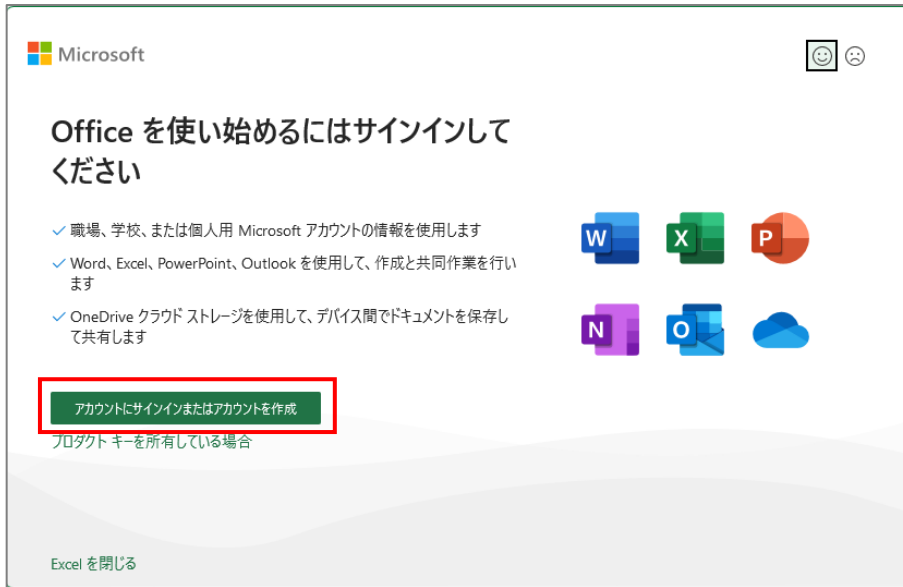 Microsoft
Office を使い始めるにはサインインして
ください
職場、学校、または個人用 Microsoft アカウントの情報を使用します
Word、Excel、PowerPoint、Outlook を使用して、作成と共同作業を行い
ます
OneDrive クラウド ストレージを使用して、デバイス間でドキュメントを保存し
て共有します
W
X
P
N
O
アカウントにサインインまたはアカウントを作成
プロダクト キーを所有している場合
Excel を閉じる